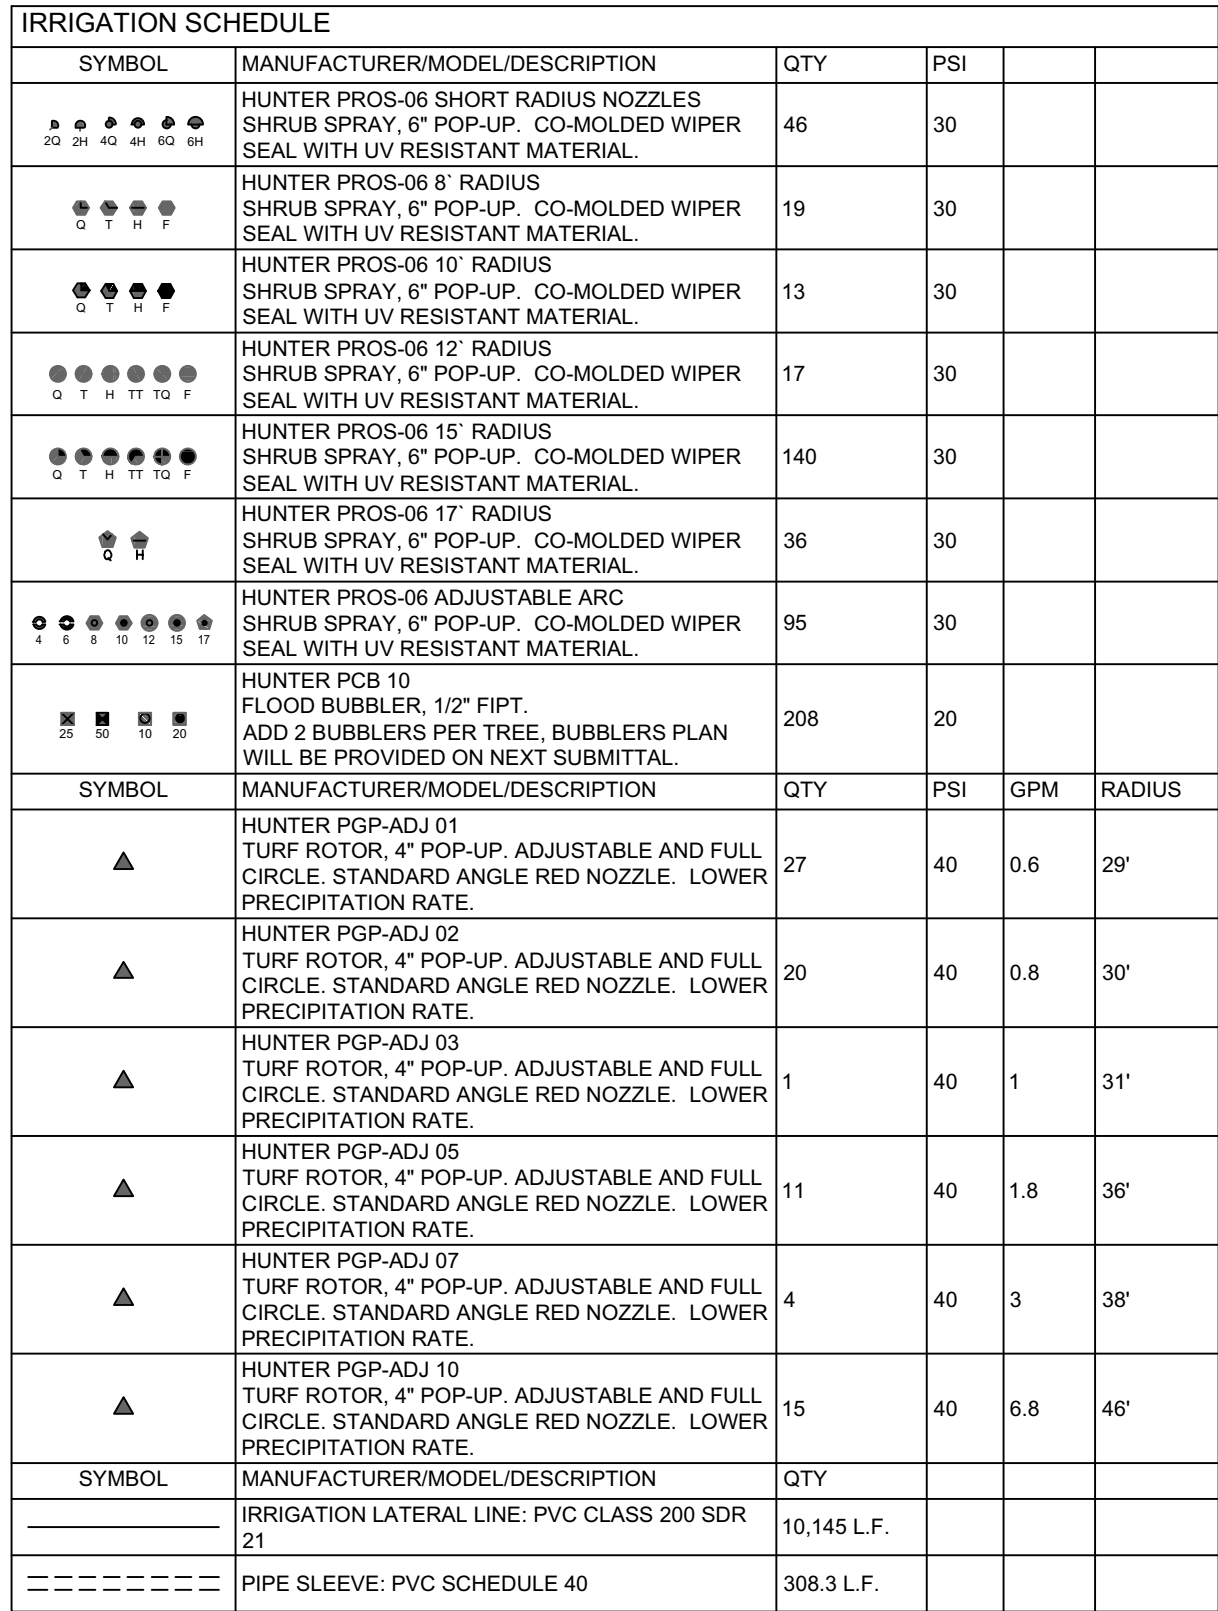 IRRIGATION SCHEDULE
SYMBOL MANUFACTURER/MODEL/DESCRIPTION QTY PSI
HUNTER PROS-06 SHORT RADIUS NOZZLES
SHRUB SPRAY, 6" POP-UP. CO-MOLDED WIPER
SEAL WITH UV RESISTANT MATERIAL.
2Q 2H 4Q 4H 6Q 6H
46 30
HUNTER PROS-06 8` RADIUS
SHRUB SPRAY, 6" POP-UP. CO-MOLDED WIPER
SEAL WITH UV RESISTANT MATERIAL.
Q T H F
19 30
HUNTER PROS-06 10` RADIUS
SHRUB SPRAY, 6" POP-UP. CO-MOLDED WIPER
SEAL WITH UV RESISTANT MATERIAL.
Q T H F
13 30
HUNTER PROS-06 12` RADIUS
SHRUB SPRAY, 6" POP-UP. CO-MOLDED WIPER
SEAL WITH UV RESISTANT MATERIAL.
Q T H TT TQ F
17 30
HUNTER PROS-06 15` RADIUS
SHRUB SPRAY, 6" POP-UP. CO-MOLDED WIPER
SEAL WITH UV RESISTANT MATERIAL.
Q T H TT TQ F
140 30
HUNTER PROS-06 17` RADIUS
SHRUB SPRAY, 6" POP-UP. CO-MOLDED WIPER
SEAL WITH UV RESISTANT MATERIAL.
Q H
36 30
HUNTER PROS-06 ADJUSTABLE ARC
SHRUB SPRAY, 6" POP-UP. CO-MOLDED WIPER
SEAL WITH UV RESISTANT MATERIAL.
4 6 8 10 12 15 17
95 30
HUNTER PCB 10
FLOOD BUBBLER, 1/2" FIPT.
ADD 2 BUBBLERS PER TREE, BUBBLERS PLAN
WILL BE PROVIDED ON NEXT SUBMITTAL.
25 50 10 20
208 20
SYMBOL MANUFACTURER/MODEL/DESCRIPTION QTY PSI GPM RADIUS
HUNTER PGP-ADJ 01
TURF ROTOR, 4" POP-UP. ADJUSTABLE AND FULL
CIRCLE. STANDARD ANGLE RED NOZZLE. LOWER
PRECIPITATION RATE.
27 40 0.6 29'
HUNTER PGP-ADJ 02
TURF ROTOR, 4" POP-UP. ADJUSTABLE AND FULL
CIRCLE. STANDARD ANGLE RED NOZZLE. LOWER
PRECIPITATION RATE.
20 40 0.8 30'
HUNTER PGP-ADJ 03
TURF ROTOR, 4" POP-UP. ADJUSTABLE AND FULL
CIRCLE. STANDARD ANGLE RED NOZZLE. LOWER
PRECIPITATION RATE.
1 40 1 31'
HUNTER PGP-ADJ 05
TURF ROTOR, 4" POP-UP. ADJUSTABLE AND FULL
CIRCLE. STANDARD ANGLE RED NOZZLE. LOWER
PRECIPITATION RATE.
11 40 1.8 36'
HUNTER PGP-ADJ 07
TURF ROTOR, 4" POP-UP. ADJUSTABLE AND FULL
CIRCLE. STANDARD ANGLE RED NOZZLE. LOWER
PRECIPITATION RATE.
4 40 3 38'
HUNTER PGP-ADJ 10
TURF ROTOR, 4" POP-UP. ADJUSTABLE AND FULL
CIRCLE. STANDARD ANGLE RED NOZZLE. LOWER
PRECIPITATION RATE.
15 40 6.8 46'
SYMBOL MANUFACTURER/MODEL/DESCRIPTION QTY
IRRIGATION LATERAL LINE: PVC CLASS 200 SDR
21
10,145 L.F.
PIPE SLEEVE: PVC SCHEDULE 40 308.3 L.F.